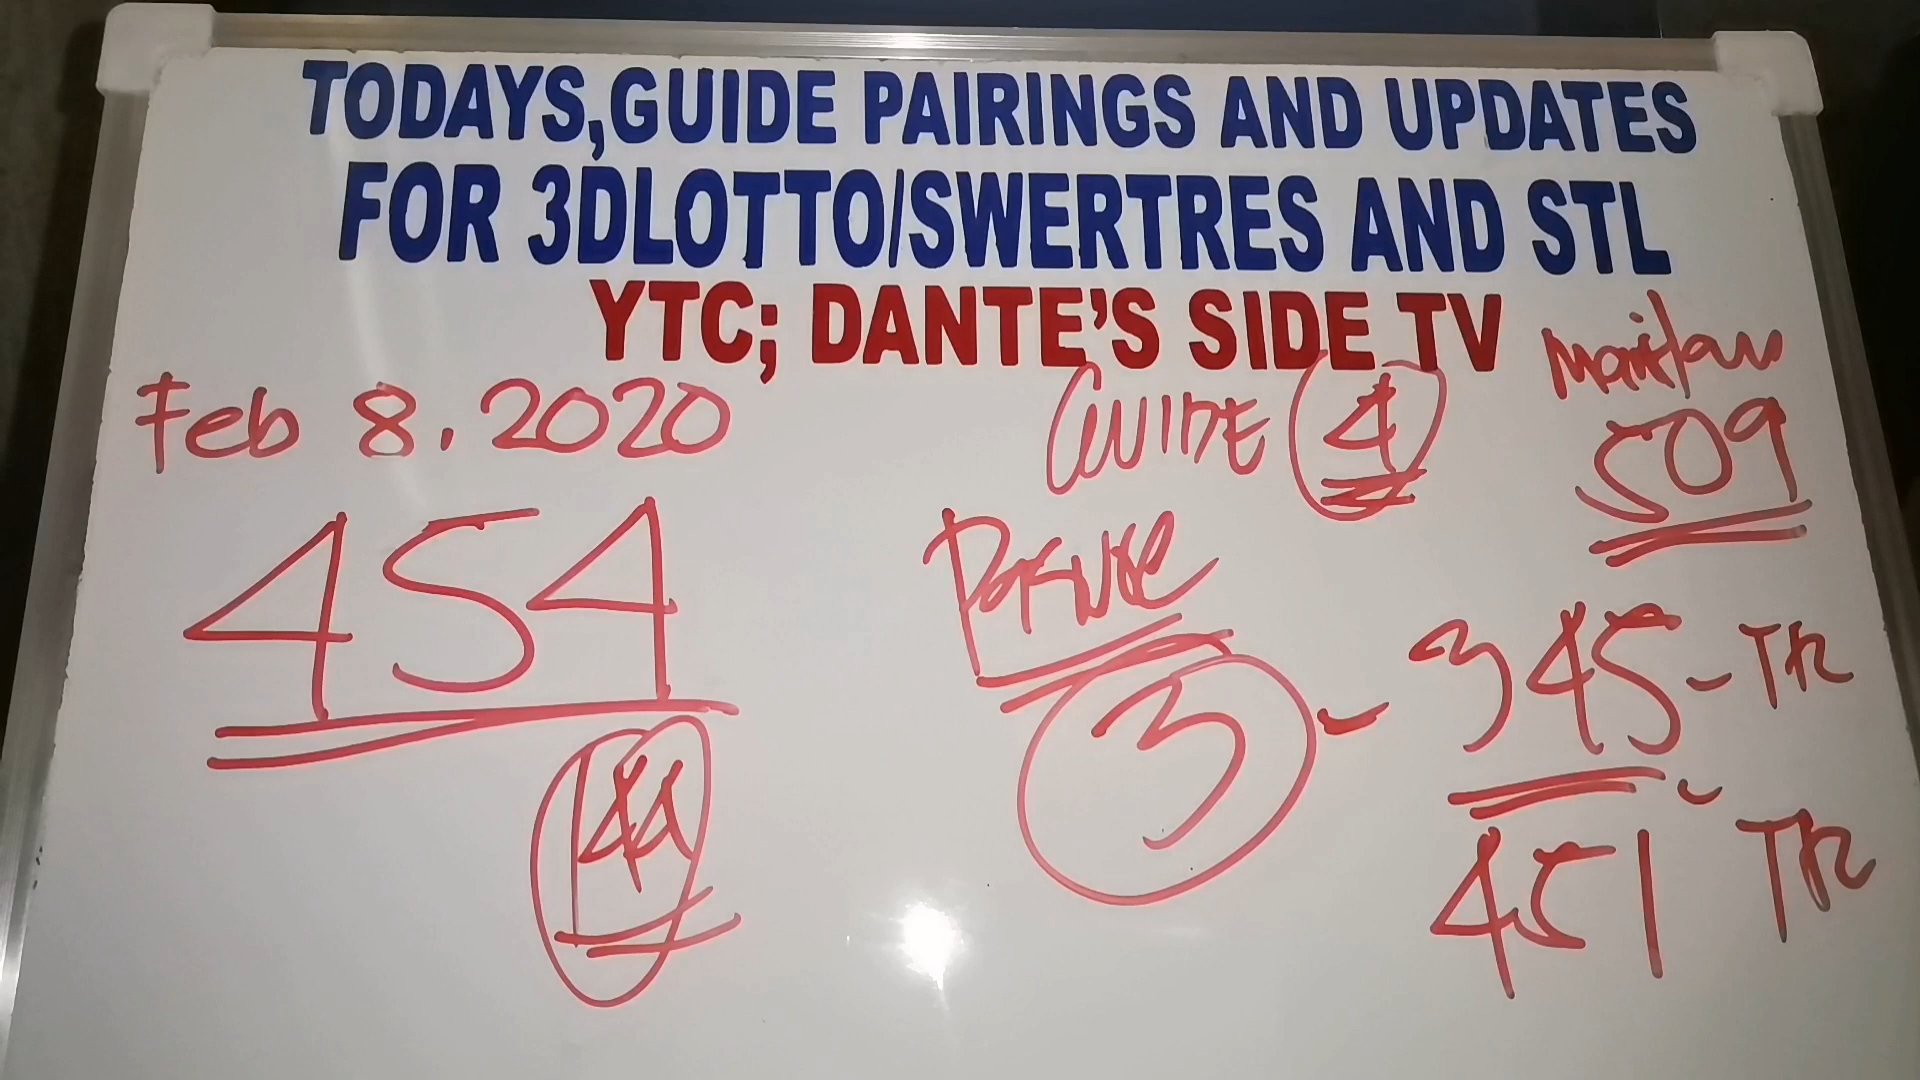 TODAYS,GUIDE PAIRINGS AND UPDATES
FOR 3DLOTTO/SWERTRES AND STL
YTC; DANTE'S SIDE TV
Feb 8. 2020
GUIDE 4
509
454
3 - 345 - TR
451 TR